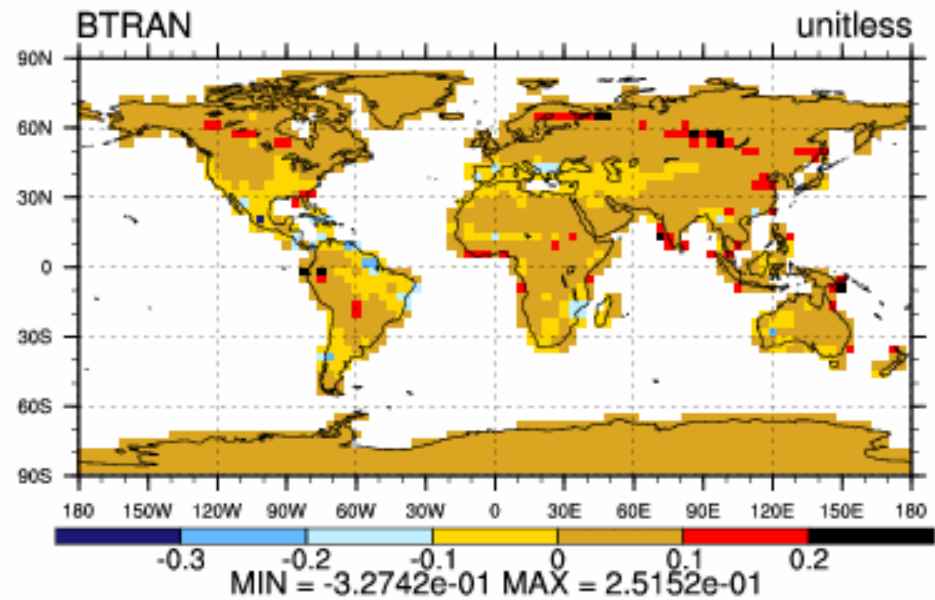 BTRAN unitless
90N
60N
30N
0
30S
60S
90S
180 150W 120W 90W 60W 30W 0 30E 60E 90E 120E 150E 180
-0.3 -0.2 -0.1 0 0.1 0.2
MIN = -3.2742e-01 MAX = 2.5152e-01